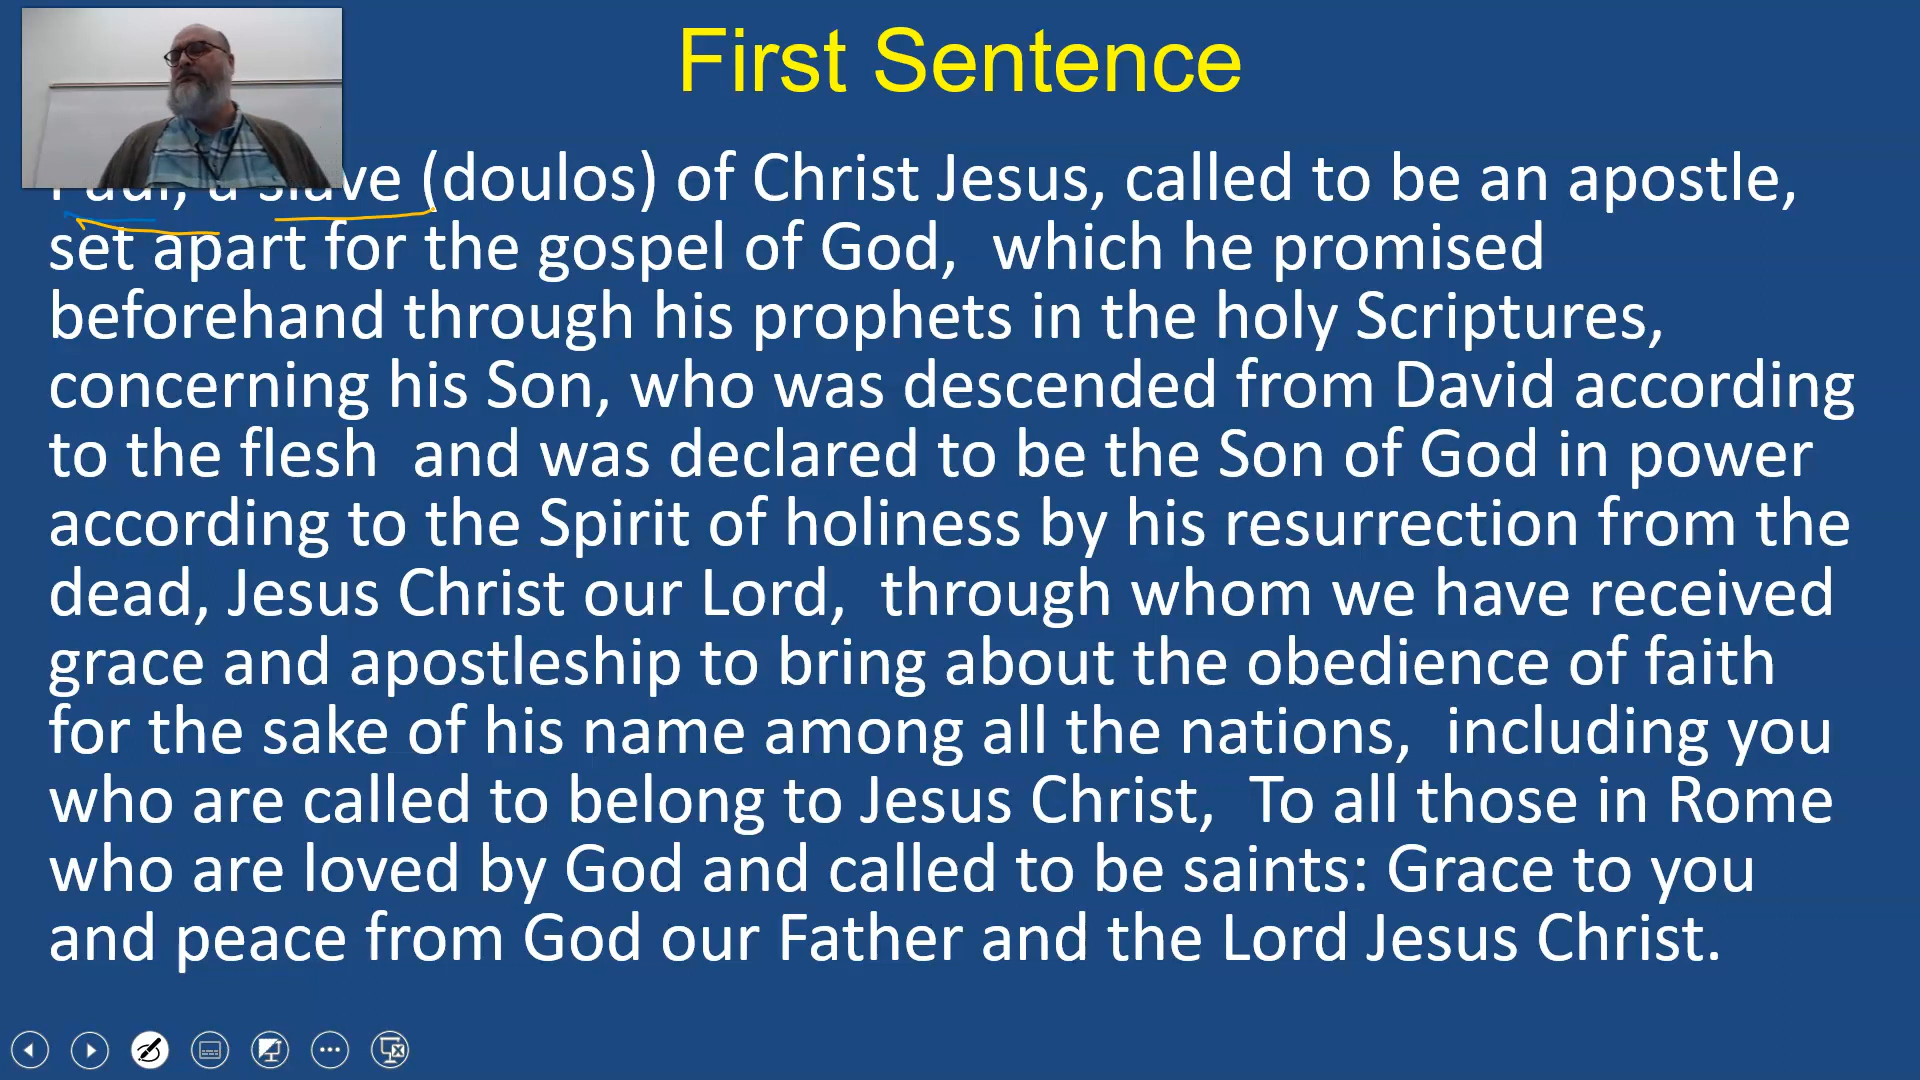 First Sentence
Paul, a slave (doulos) of Christ Jesus, called to be an apostle,
set apart for the gospel of God,  which he promised
beforehand through his prophets in the holy Scriptures,
concerning his Son, who was descended from David according
to the flesh  and was declared to be the Son of God in power
according to the Spirit of holiness by his resurrection from the
dead, Jesus Christ our Lord,  through whom we have received
grace and apostleship to bring about the obedience of faith
for the sake of his name among all the nations,  including you
who are called to belong to Jesus Christ,  To all those in Rome
who are loved by God and called to be saints: Grace to you
and peace from God our Father and the Lord Jesus Christ.